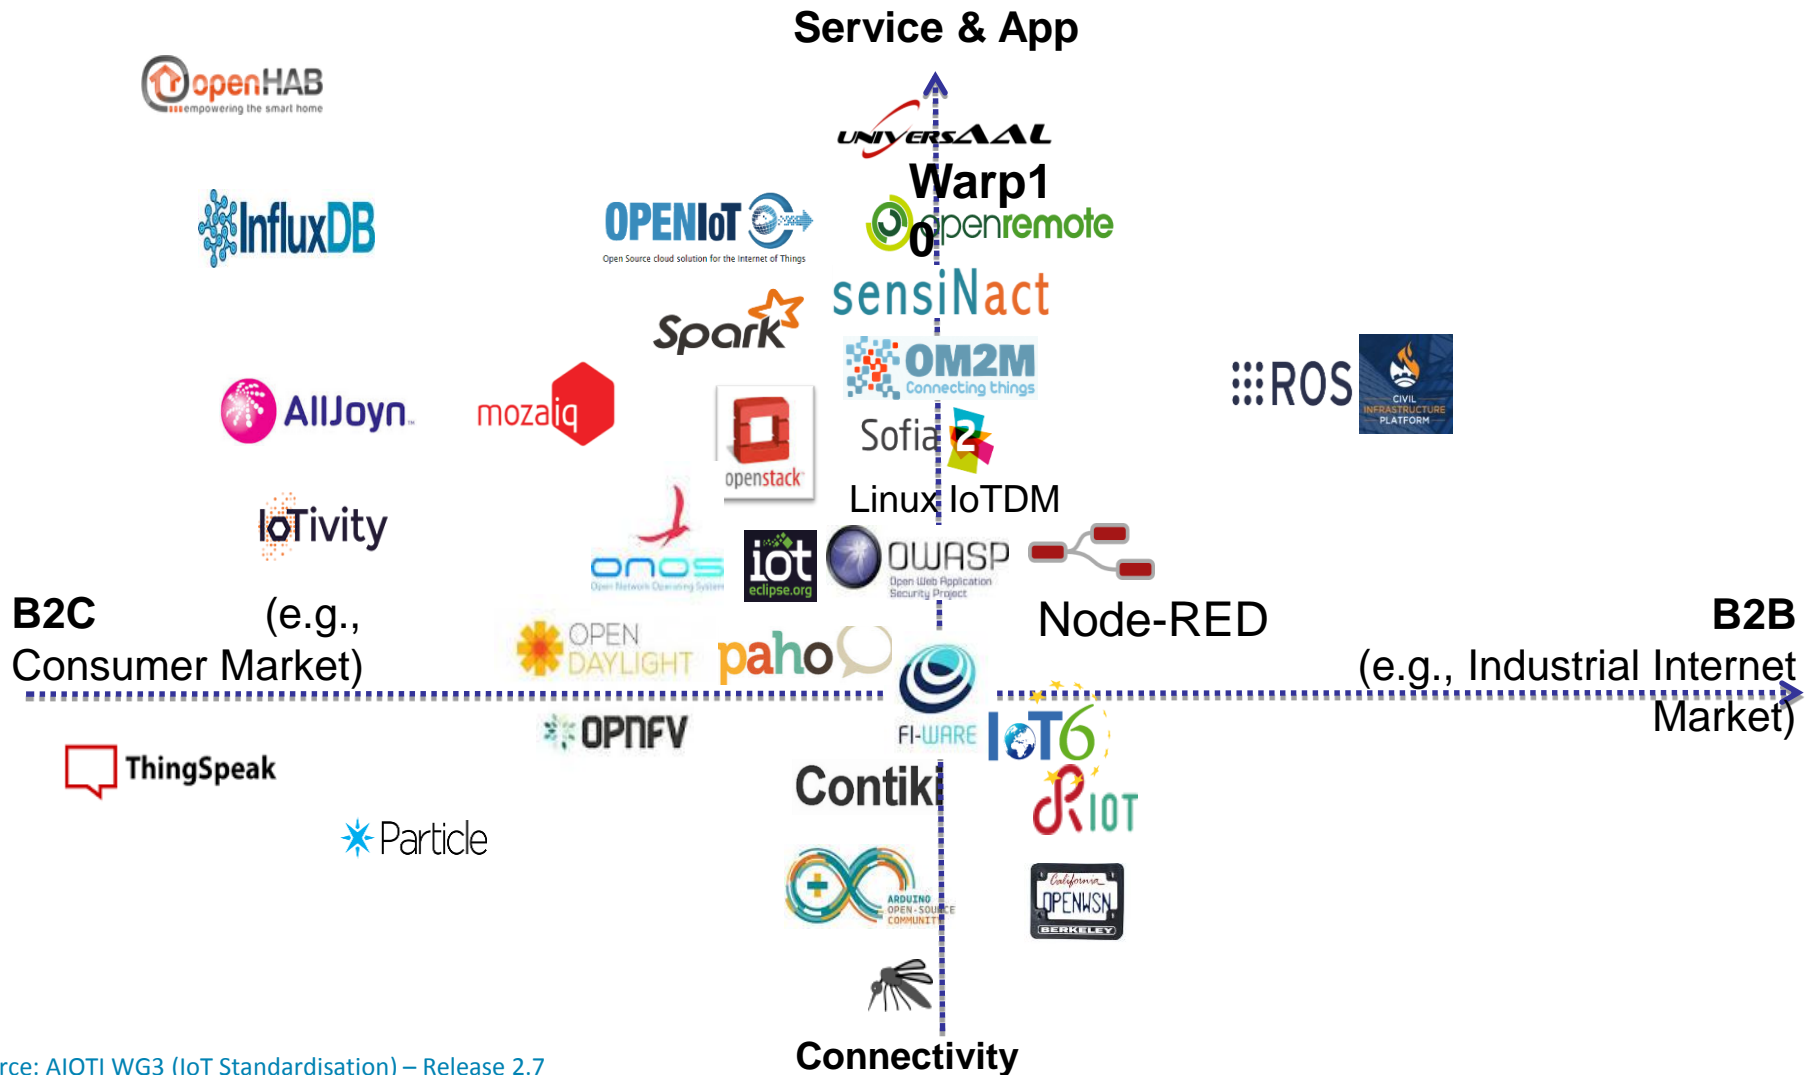 Service & App
openHAB
empowering the smart home
UNIVERSAAL
Warp1
0
InfluxDB
OPENIoT
Open Source cloud solution for the Internet of Things
openremote
sensiNact
Spark
OM2M
Connecting things
ROS
CIVIL
INFRASTRUCTURE
PLATFORM
AllJoyn
mozaiq
openstack
Sofia 2
Linux IoTDM
IoTivity
onos
Open Network Operating System
iot
eclipse.org
OWASP
Open Web Application
Security Project
B2C (e.g.,
Consumer Market)
OPEN
DAYLIGHT
paho
Node-RED
B2B
(e.g., Industrial Internet
Market)
FI-WARE
IoT6
OPNFV
ThingSpeak
Contiki
RIOT
Particle
ARDUINO
OPEN-SOURCE
COMMUNITY
California
OPENWSN
BERKELEY
Connectivity
rce: AIOTI WG3 (IoT Standardisation) – Release 2.7